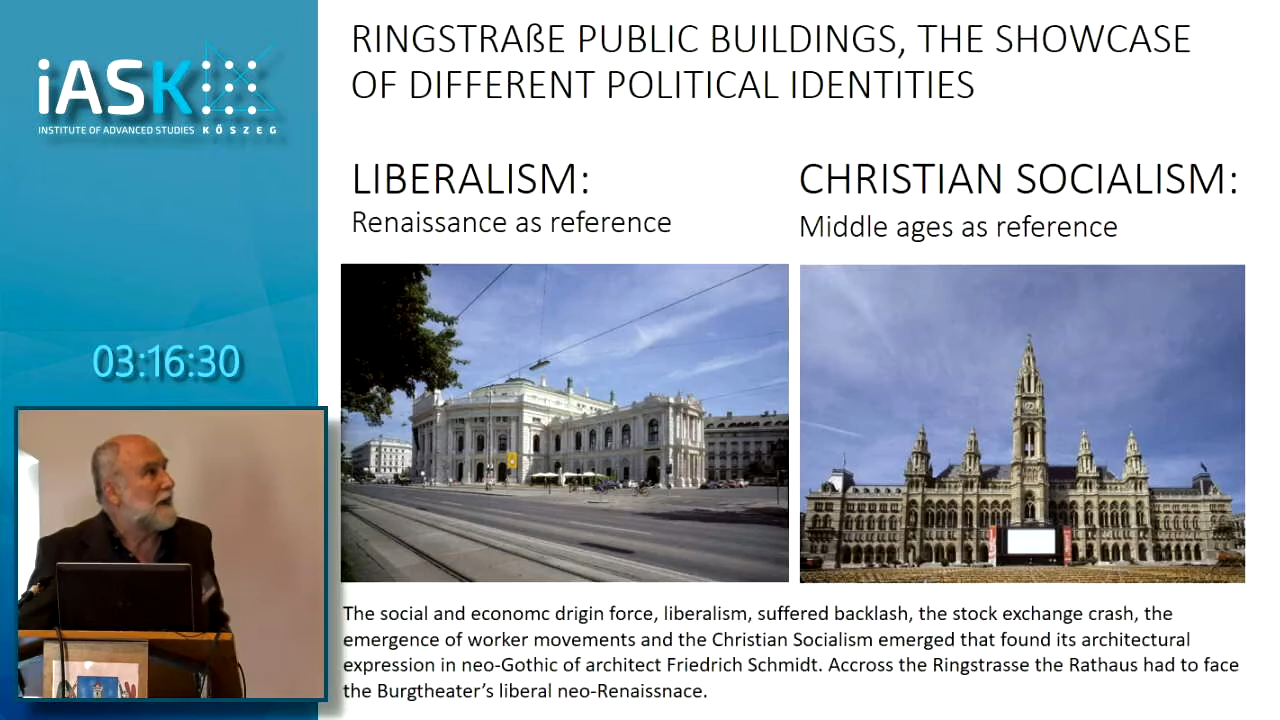 iASK
INSTITUTE OF ADVANCED STUDIES KŐSZEG
03:16:30
RINGSTRAßE PUBLIC BUILDINGS, THE SHOWCASE
OF DIFFERENT POLITICAL IDENTITIES
LIBERALISM:
Renaissance as reference
CHRISTIAN SOCIALISM:
Middle ages as reference
The social and economc drigin force, liberalism, suffered backlash, the stock exchange crash, the
emergence of worker movements and the Christian Socialism emerged that found its architectural
expression in neo-Gothic of architect Friedrich Schmidt. Accross the Ringstrasse the Rathaus had to face
the Burgtheater's liberal neo-Renaissnace.